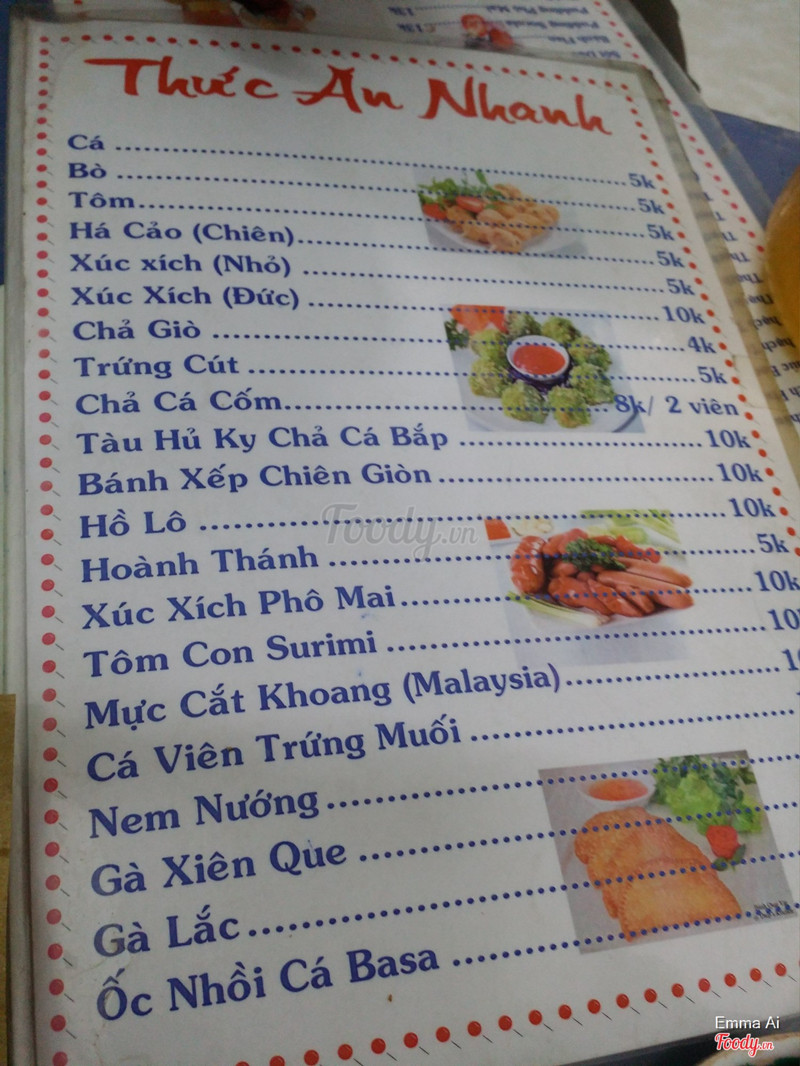 Thức Ăn Nhanh
Cá ........ 5k
Bò ........ 5k
Tôm ........ 5k
Há Cảo (Chiên) ........ 5k
Xúc xích (Nhỏ) ........ 5k
Xúc Xích (Đức) ........ 10k
Chả Giò ........ 4k
Trứng Cút ........ 5k
Chả Cá Cốm ........ 8k/ 2 viên
Tàu Hủ Ky Chả Cá Bắp ........ 10k
Bánh Xếp Chiên Giòn ........ 10k
Hồ Lô ........ 10k
Hoành Thánh ........ 5k
Xúc Xích Phô Mai ........ 10k
Tôm Con Surimi ........ 10
Mực Cắt Khoang (Malaysia) ........
Cá Viên Trứng Muối ........
Nem Nướng ........
Gà Xiên Que ........
Gà Lắc ........
Ốc Nhồi Cá Basa ........
Foody.vn
Emma Ai
Foody.vn